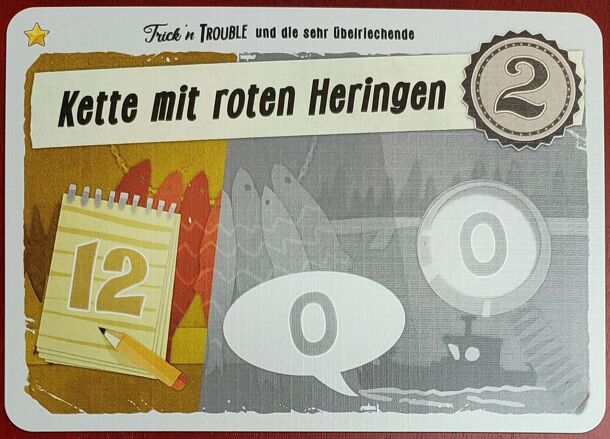 Trick 'n TROUBLE und die sehr übelriechende
Kette mit roten Heringen
2
12
0
0